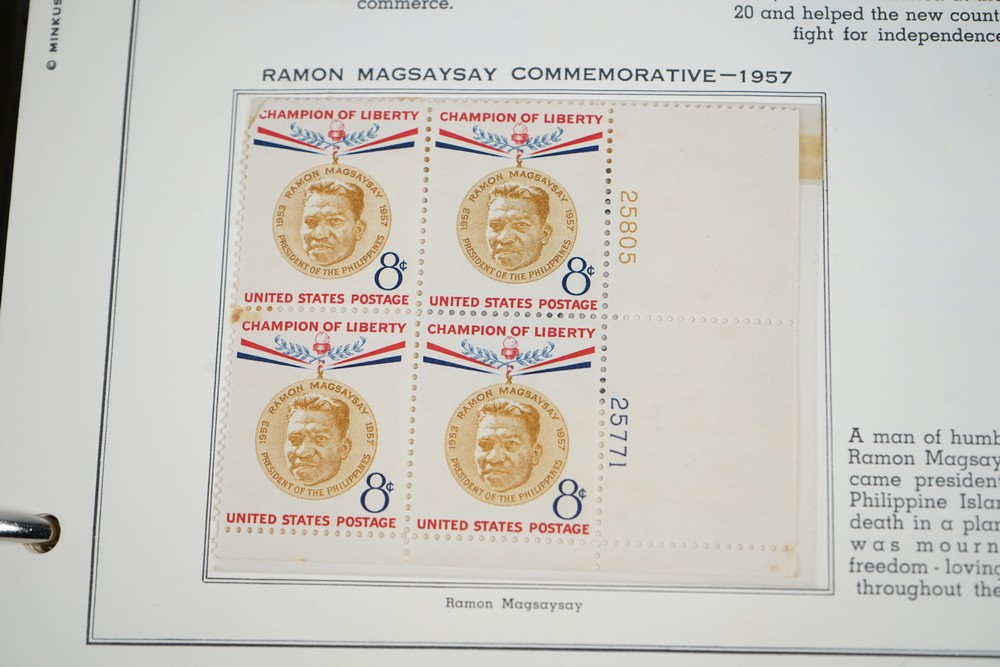 © MINKUS
commerce.
20 and helped the new count
fight for independence
RAMON MAGSAYSAY COMMEMORATIVE—1957
CHAMPION OF LIBERTY
RAMON MAGSAYSAY
1953 1957
PRESIDENT OF THE PHILIPPINES
8¢
UNITED STATES POSTAGE
CHAMPION OF LIBERTY
RAMON MAGSAYSAY
1953 1957
PRESIDENT OF THE PHILIPPINES
8¢
UNITED STATES POSTAGE
25805
CHAMPION OF LIBERTY
RAMON MAGSAYSAY
1953 1957
PRESIDENT OF THE PHILIPPINES
8¢
UNITED STATES POSTAGE
CHAMPION OF LIBERTY
RAMON MAGSAYSAY
1953 1957
PRESIDENT OF THE PHILIPPINES
8¢
UNITED STATES POSTAGE
25771
Ramon Magsaysay
A man of humb
Ramon Magsay
came president
Philippine Islan
death in a plan
was mourn
freedom-loving
throughout the